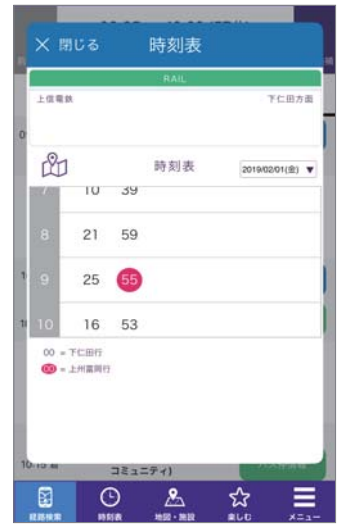 × 閉じる 時刻表
RAIL
上信電鉄 下仁田方面
時刻表 2019/02/01(金) ▼
7 10 39
8 21 59
9 25 55
10 16 53
00 = 下仁田行
00 = 上州富岡行
コミュニティ)
経路検索 時刻表 地図・施設 楽しむ メニュー